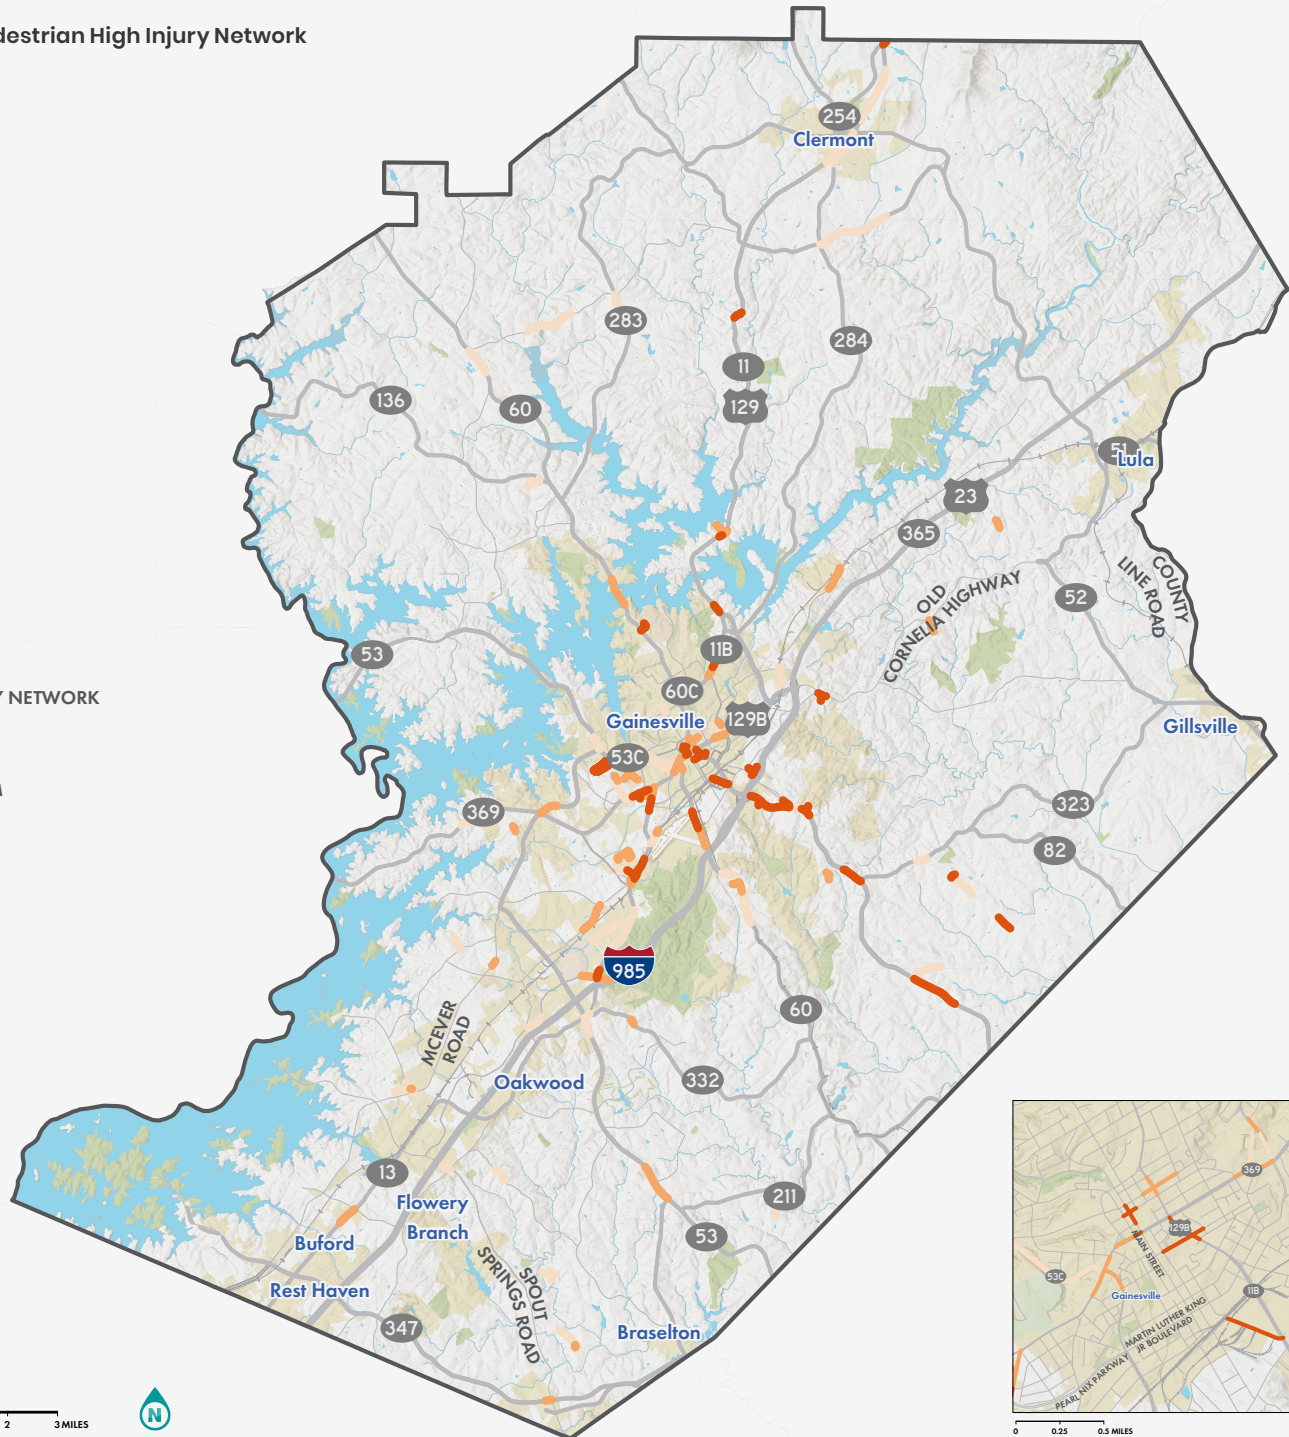 destrian High Injury Network
254
Clermont
283
284
11
129
136
60
51
Lula
23
365
OLD
CORNELIA HIGHWAY
COUNTY
LINE ROAD
52
53
11B
60C
Y NETWORK
Gainesville
129B
Gillsville
53C
369
323
82
985
60
MCEVER
ROAD
Oakwood
332
13
Flowery
Branch
211
53
Buford
SPOUT
SPRINGS ROAD
Rest Haven
347
Braselton
369
129B
MAIN STREET
53C
Gainesville
11B
MARTIN LUTHER KING
JR BOULEVARD
PEARL NIX PARKWAY
2 3 MILES
N
0 0.25 0.5 MILES